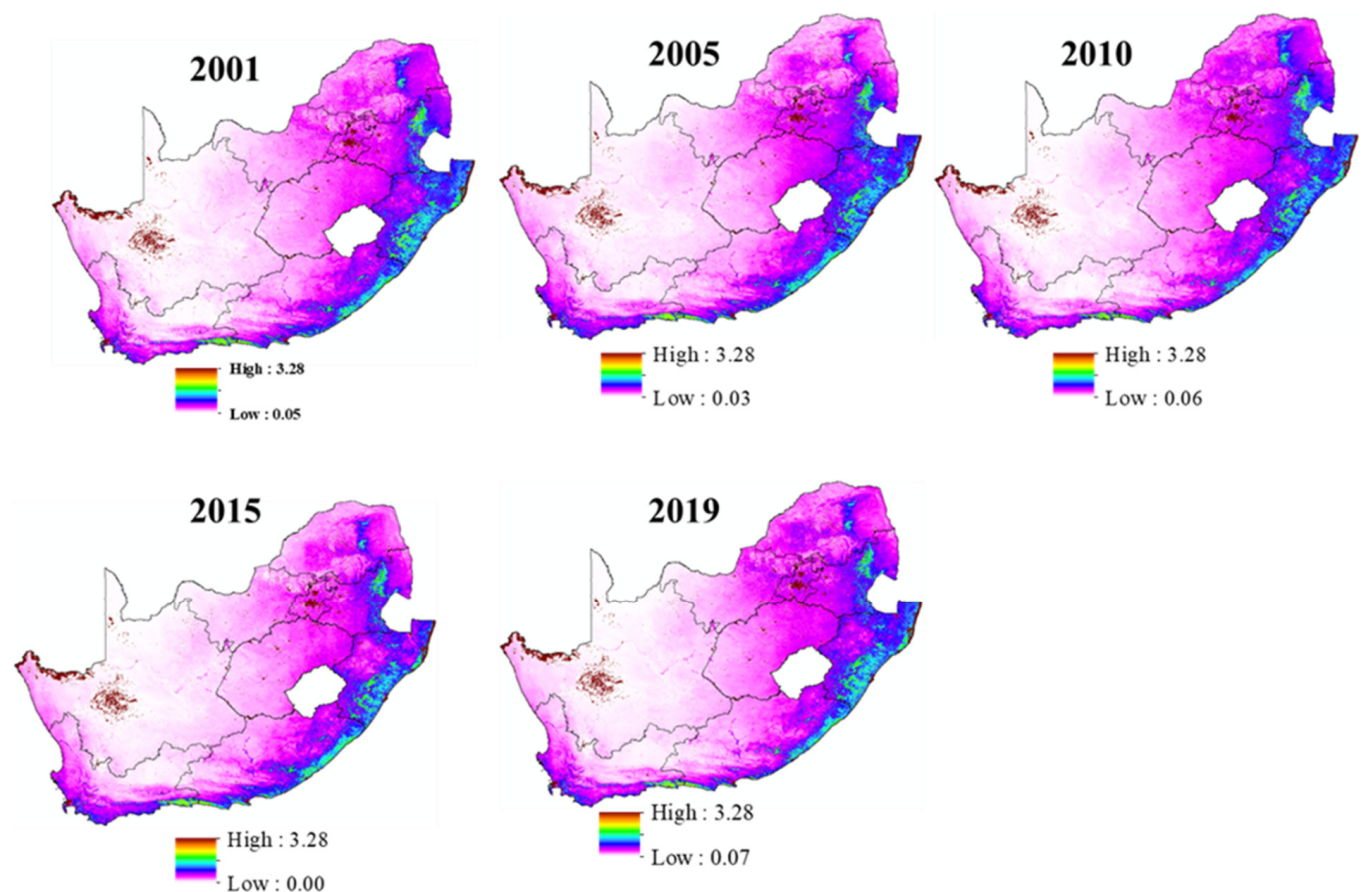 2001
2005
2010
High : 3.28
Low : 0.05
High : 3.28
Low : 0.03
High : 3.28
Low : 0.06
2015
2019
High : 3.28
Low : 0.00
High : 3.28
Low : 0.07